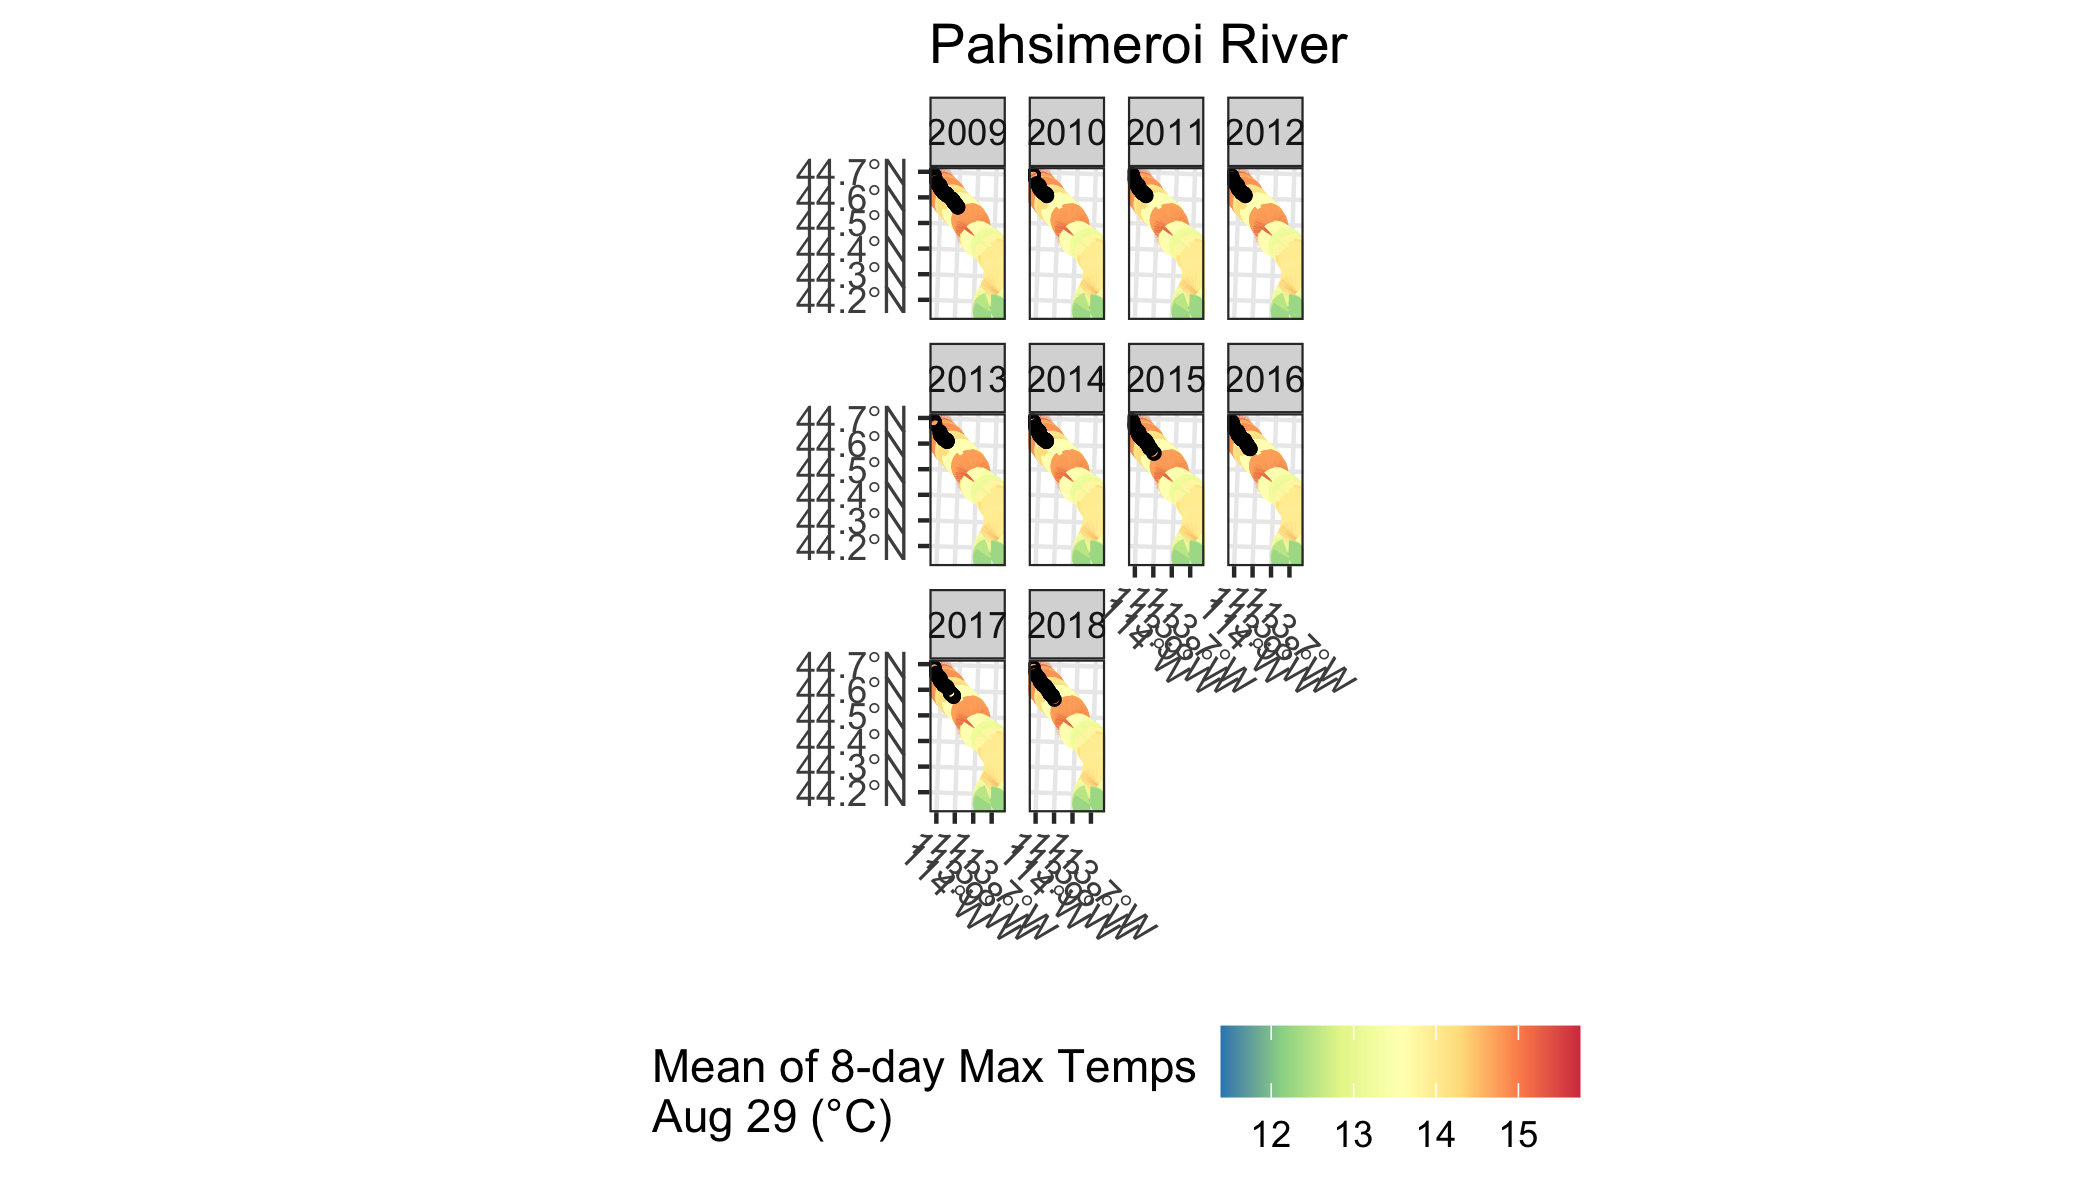 Pahsimeroi River
2009 2010 2011 2012
44.7°N
44.6°N
44.5°N
44.4°N
44.3°N
44.2°N
2013 2014 2015 2016
44.7°N
44.6°N
44.5°N
44.4°N
44.3°N
44.2°N
2017 2018
44.7°N
44.6°N
44.5°N
44.4°N
44.3°N
44.2°N
Mean of 8-day Max Temps
Aug 29 (°C)
12 13 14 15